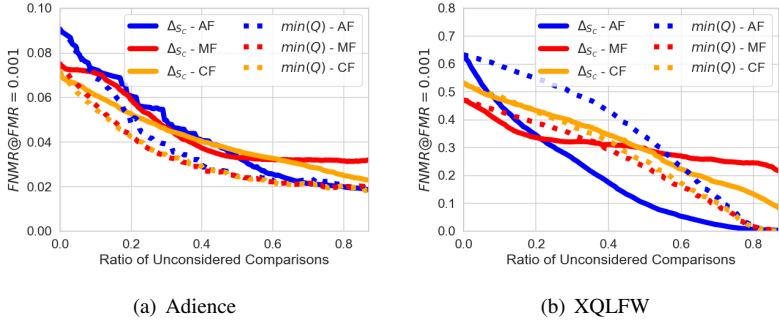 0.10
0.08
0.06
0.04
0.02
0.00
FNMR@FMR = 0.001
Δ_{S_c} - AF
Δ_{S_c} - MF
Δ_{S_c} - CF
min(Q) - AF
min(Q) - MF
min(Q) - CF
0.0 0.2 0.4 0.6 0.8
Ratio of Unconsidered Comparisons
(a) Adience
0.8
0.7
0.6
0.5
0.4
0.3
0.2
0.1
0.0
FNMR@FMR = 0.001
Δ_{S_c} - AF
Δ_{S_c} - MF
Δ_{S_c} - CF
min(Q) - AF
min(Q) - MF
min(Q) - CF
0.0 0.2 0.4 0.6 0.8
Ratio of Unconsidered Comparisons
(b) XQLFW